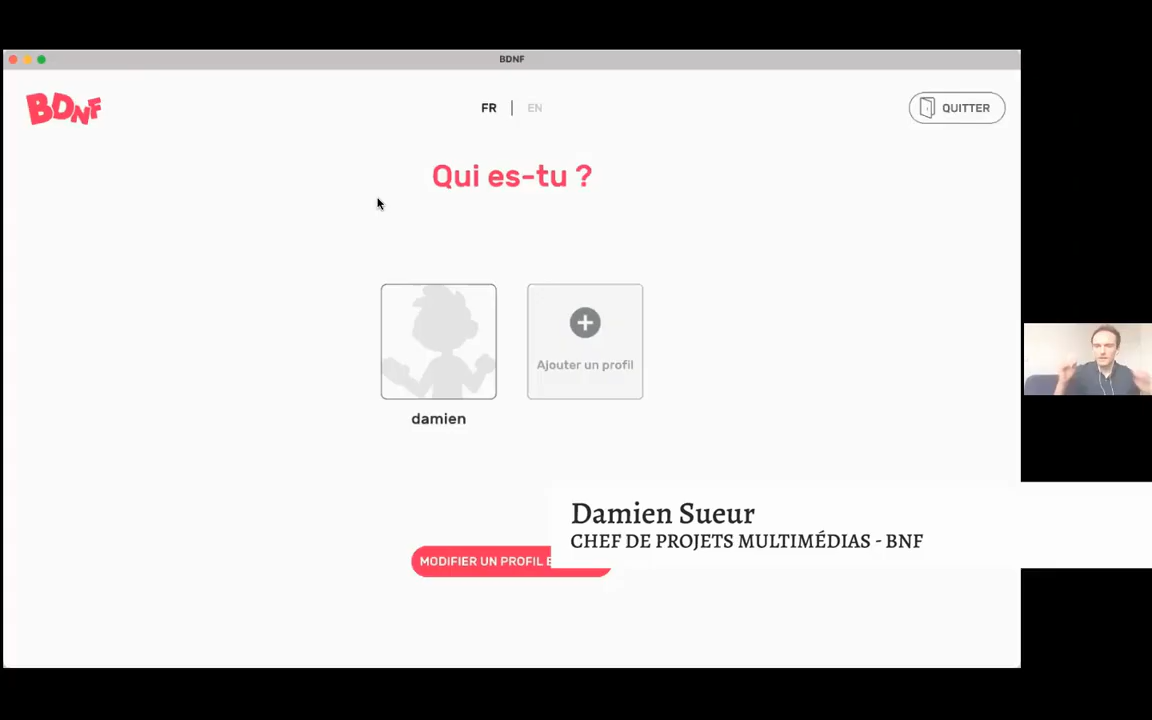 BDNF
BDNF
FR | EN
QUITTER
Qui es-tu ?
Ajouter un profil
damien
Damien Sueur
CHEF DE PROJETS MULTIMÉDIAS - BNF
MODIFIER UN PROFIL